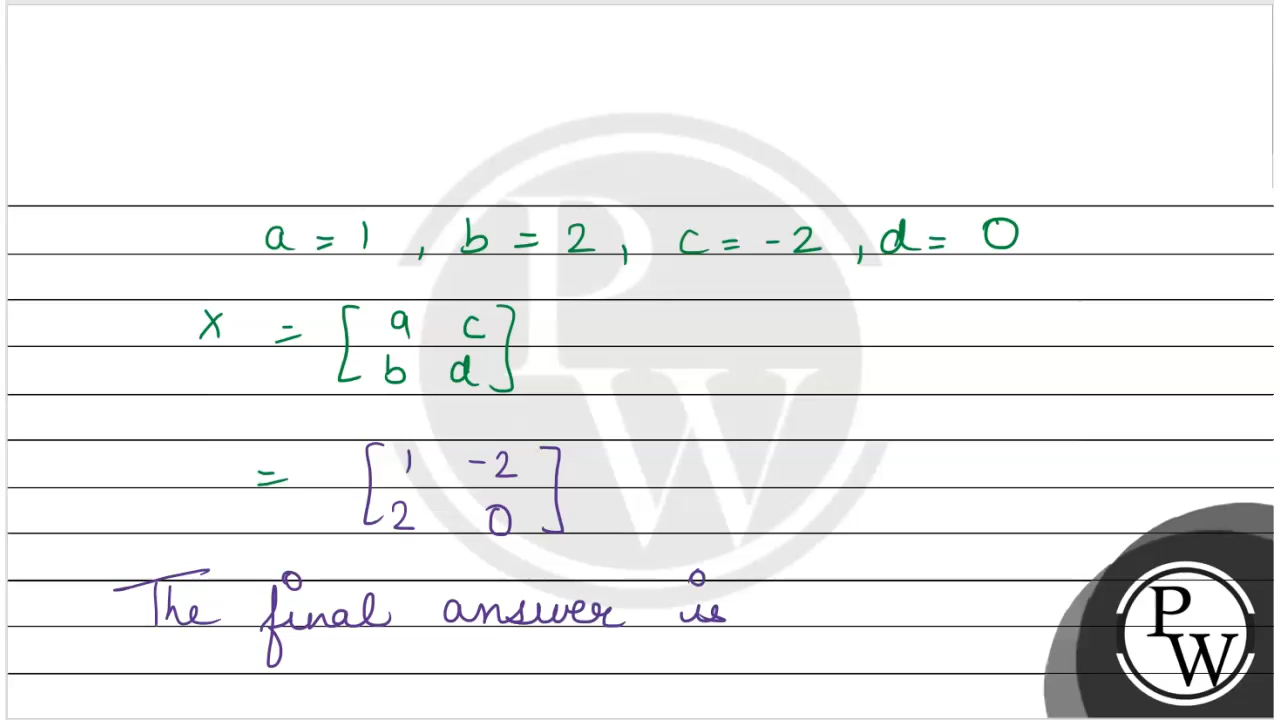 a = 1 , b = 2 , c = -2 , d = 0
x = [ a c
b d ]
= [ 1 -2
2 0 ]
The final answer is
P
W
P
W